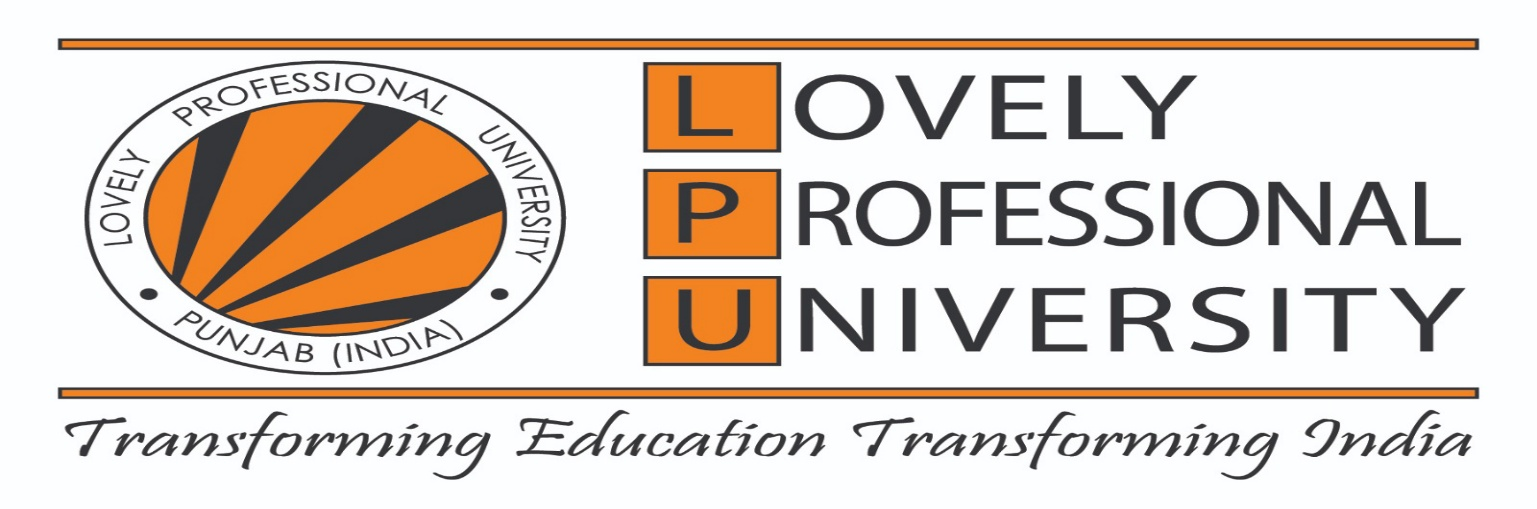 LOVELY PROFESSIONAL UNIVERSITY
PUNJAB (INDIA)
LOVELY
PROFESSIONAL
UNIVERSITY
Transforming Education Transforming India